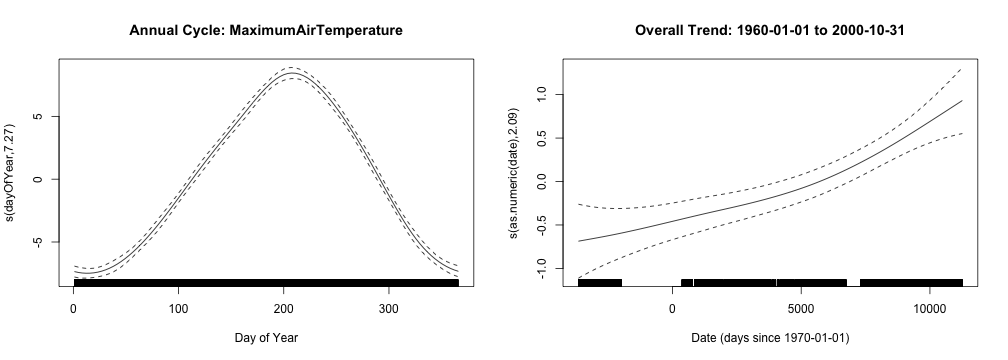 Annual Cycle: MaximumAirTemperature
s(dayOfYear,7.27)
5
0
-5
0 100 200 300
Day of Year
Overall Trend: 1960-01-01 to 2000-10-31
s(as.numeric(date),2.09)
1.0
0.5
0.0
-0.5
-1.0
0 5000 10000
Date (days since 1970-01-01)